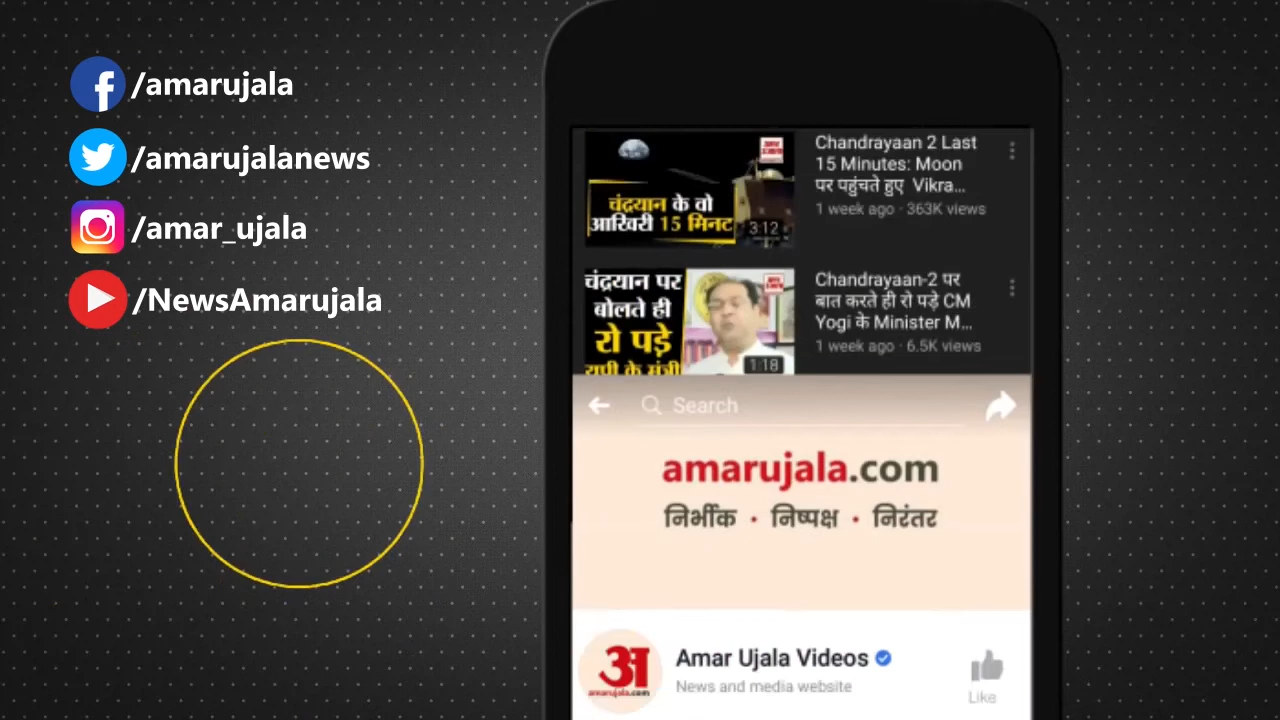 /amarujala
/amarujalanews
/amar_ujala
/NewsAmarujala
चंद्रयान के वो
आखिरी 15 मिनट
3:12
Chandrayaan 2 Last
15 Minutes: Moon
पर पहुंचते हुए Vikra...
1 week ago · 363K views
चंद्रयान पर
बोलते ही
रो पड़े
यूपी के मंत्री
1:18
Chandrayaan-2 पर
बात करते ही रो पड़े CM
Yogi के Minister M...
1 week ago · 6.5K views
Search
amarujala.com
निर्भीक • निष्पक्ष • निरंतर
अ
amarujala.com
Amar Ujala Videos
News and media website
Like